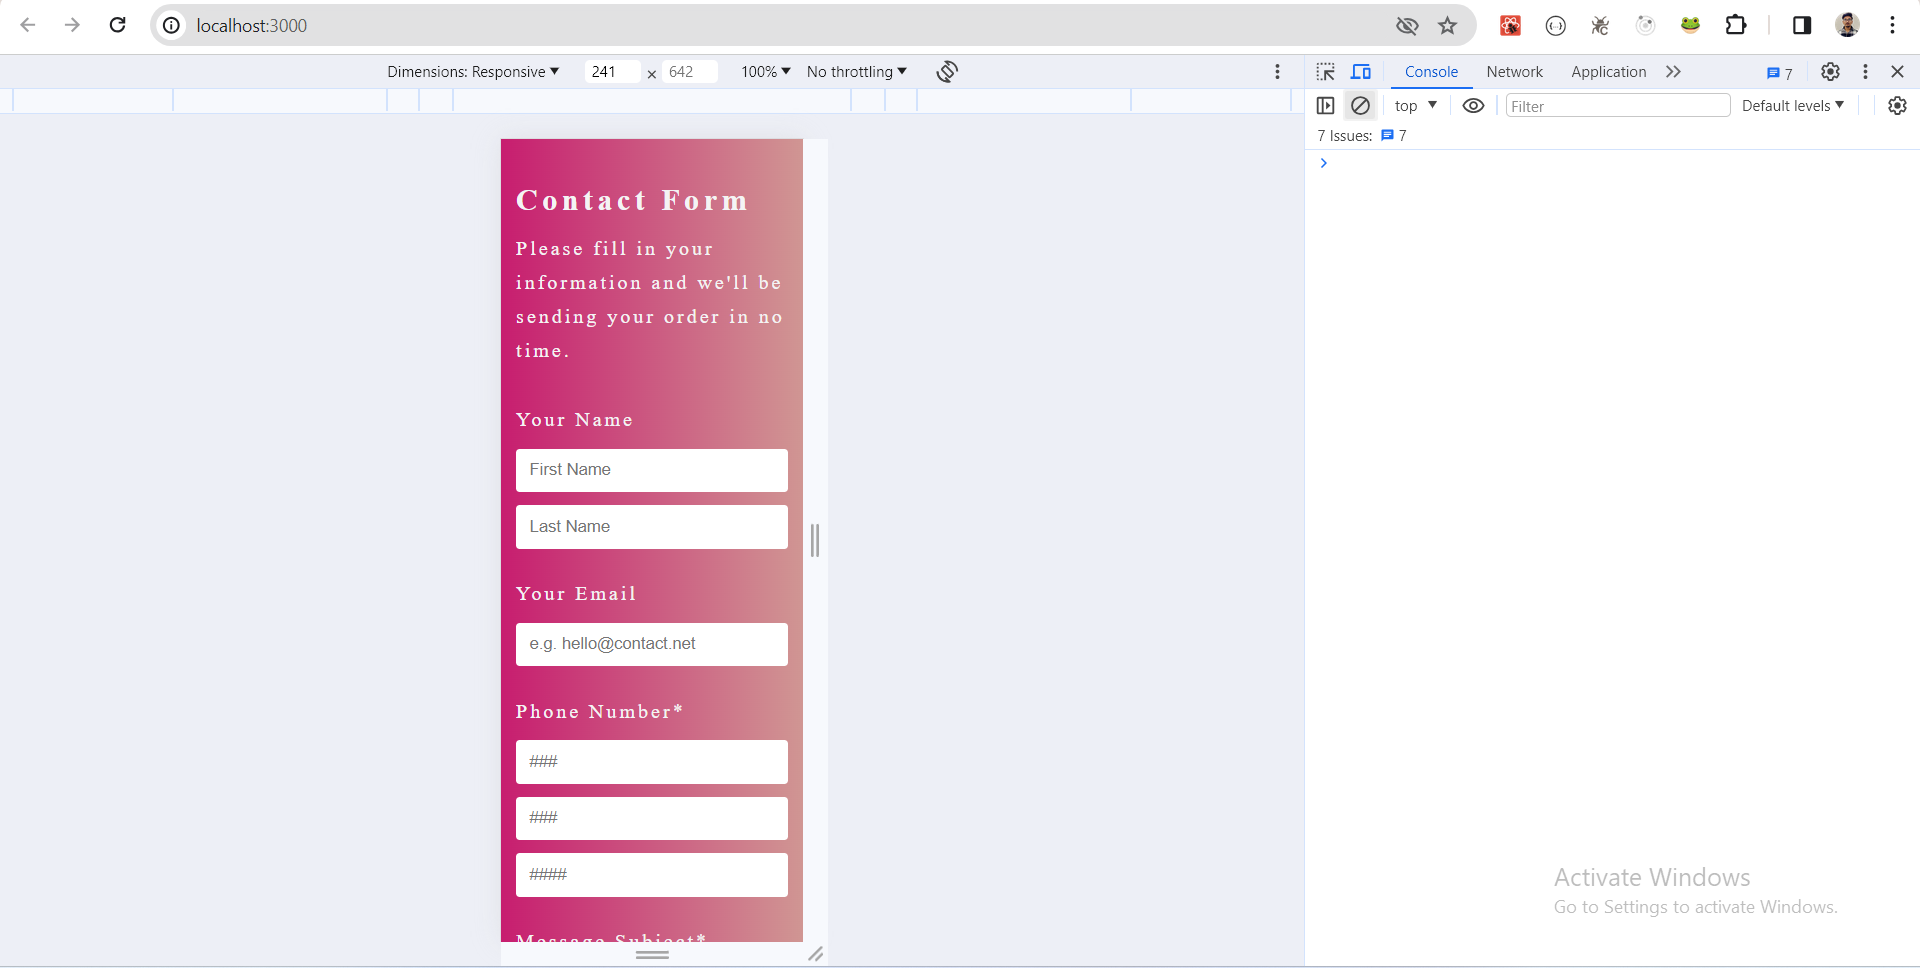 localhost:3000
Dimensions: Responsive 241 × 642 100% No throttling
Console Network Application 7
top Filter Default levels
7 Issues: 7
Contact Form
Please fill in your
information and we'll be
sending your order in no
time.
Your Name
First Name
Last Name
Your Email
e.g. hello@contact.net
Phone Number*
###
###
####
Message Subject*
Activate Windows
Go to Settings to activate Windows.